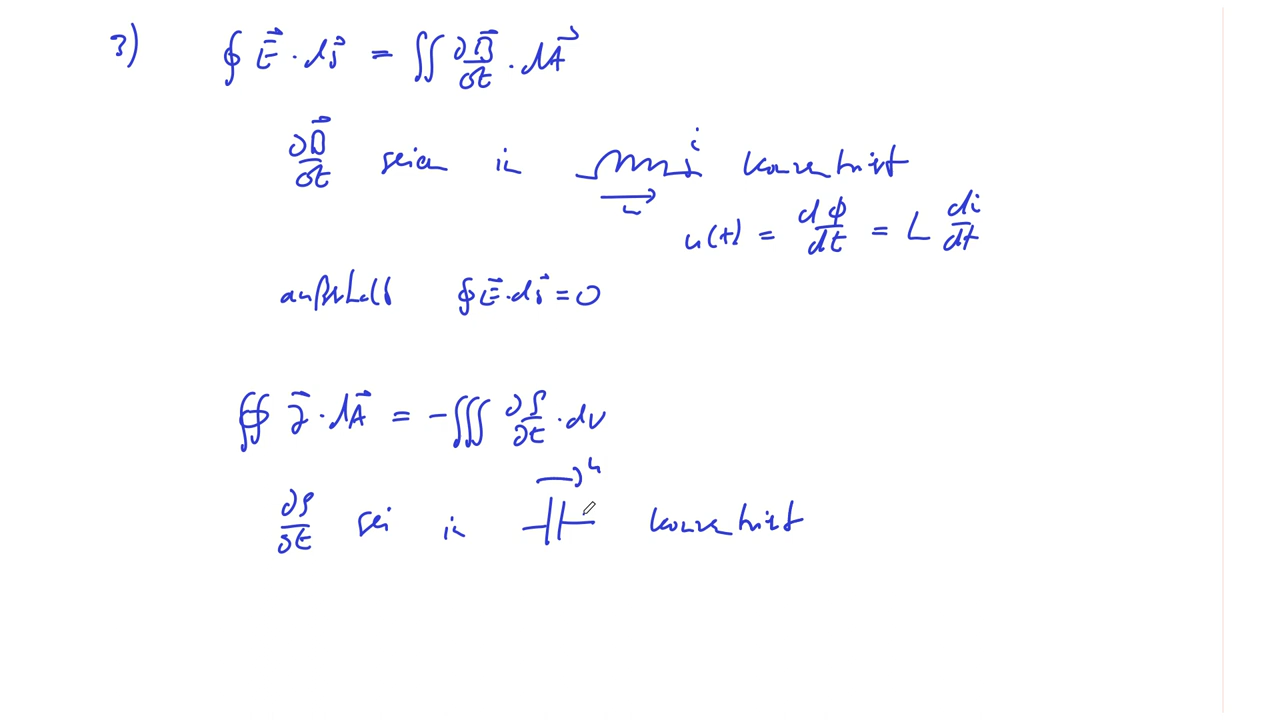 3) ∮ E⃗ · ds⃗ = ∬ ∂B⃗/∂t · dA⃗
∂B⃗/∂t seien in i konzentriert
u
u(t) = dϕ/dt = L di/dt
außerhalb ∮ E⃗ · ds⃗ = 0
∯ J⃗ · dA⃗ = -∭ ∂ρ/∂t · dV
u
∂ρ/∂t sei in konzentriert